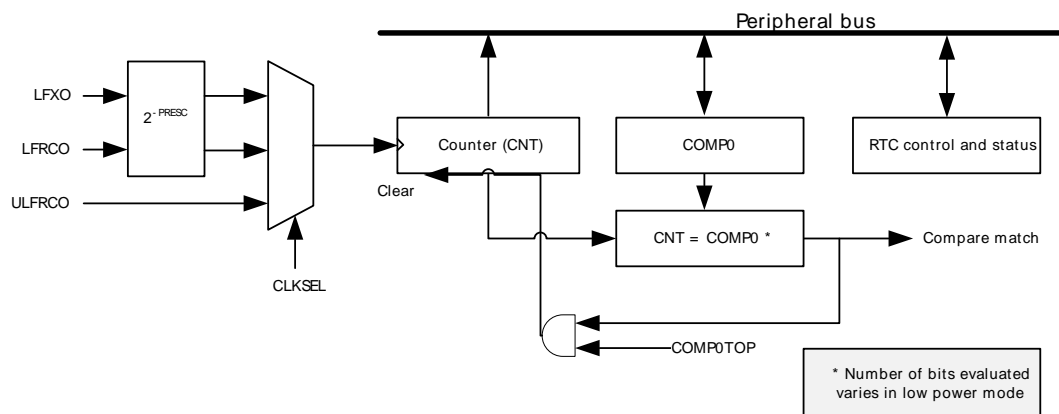 Peripheral bus
LFXO
2^-PRESC
LFRCO
ULFRCO
CLKSEL
Counter (CNT)
Clear
COMP0
RTC control and status
CNT = COMP0 *
Compare match
COMP0TOP
* Number of bits evaluated
varies in low power mode